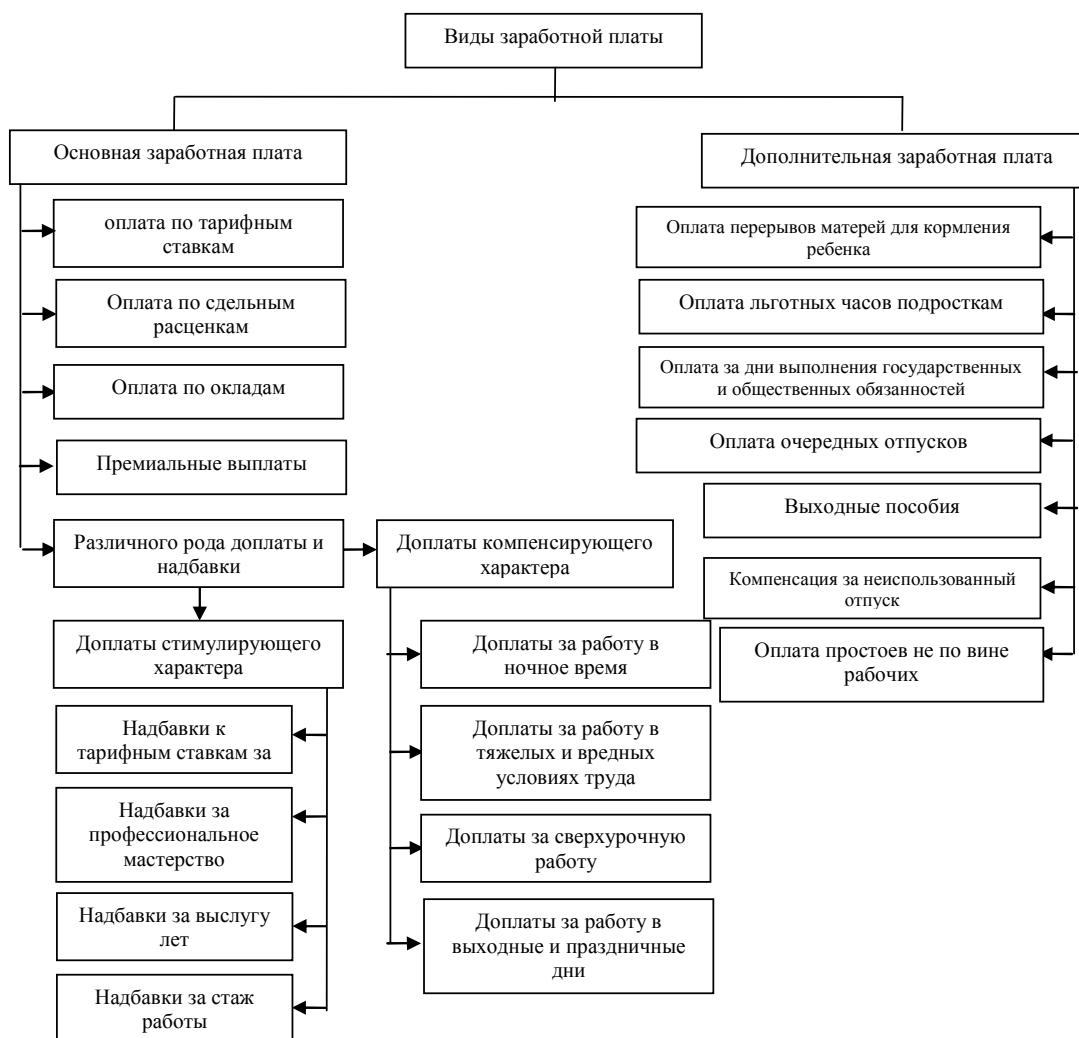 Виды заработной платы
Основная заработная плата
оплата по тарифным
ставкам
Оплата по сдельным
расценкам
Оплата по окладам
Премиальные выплаты
Различного рода доплаты и
надбавки
Доплаты стимулирующего
характера
Надбавки к
тарифным ставкам за
Надбавки за
профессиональное
мастерство
Надбавки за выслугу
лет
Надбавки за стаж
работы
Доплаты компенсирующего
характера
Доплаты за работу в
ночное время
Доплаты за работу в
тяжелых и вредных
условиях труда
Доплаты за сверхурочную
работу
Доплаты за работу в
выходные и праздничные
дни
Дополнительная заработная плата
Оплата перерывов матерей для кормления
ребенка
Оплата льготных часов подросткам
Оплата за дни выполнения государственных
и общественных обязанностей
Оплата очередных отпусков
Выходные пособия
Компенсация за неиспользованный
отпуск
Оплата простоев не по вине
рабочих